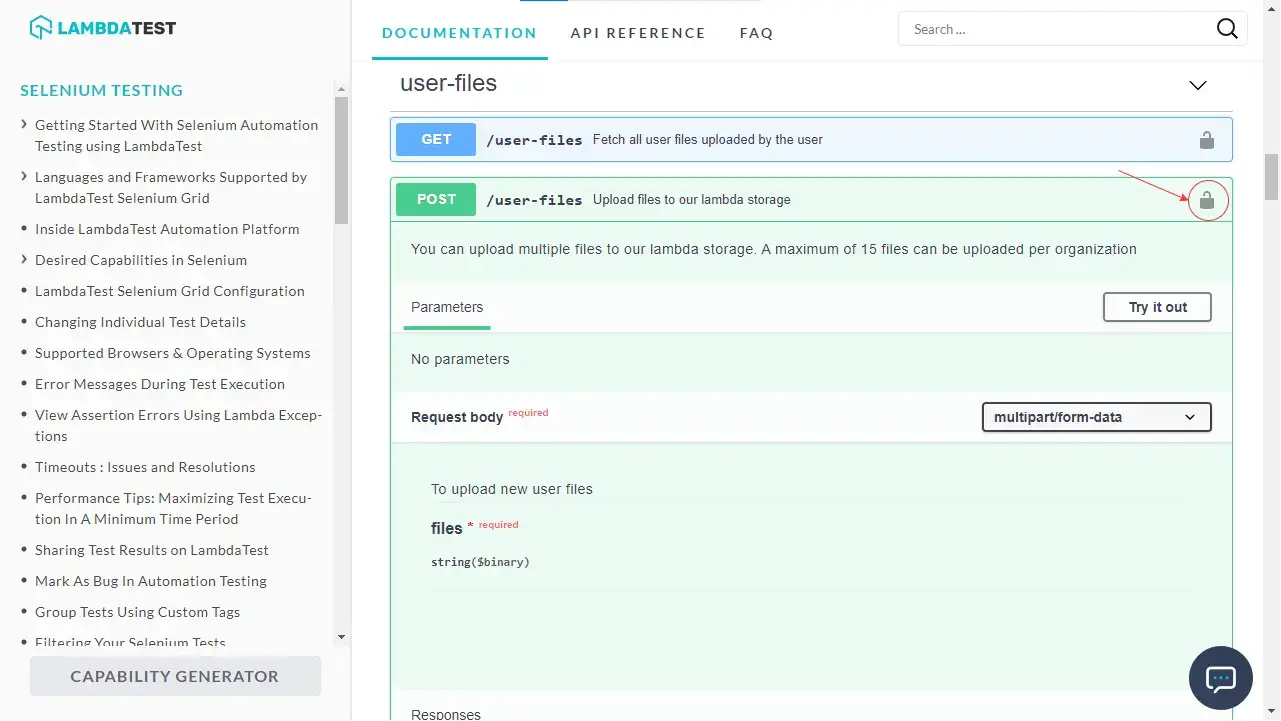 LAMBDATEST
DOCUMENTATION
API REFERENCE
FAQ
Search ...
SELENIUM TESTING
Getting Started With Selenium Automation
Testing using LambdaTest
Languages and Frameworks Supported by
LambdaTest Selenium Grid
Inside LambdaTest Automation Platform
Desired Capabilities in Selenium
LambdaTest Selenium Grid Configuration
Changing Individual Test Details
Supported Browsers & Operating Systems
Error Messages During Test Execution
View Assertion Errors Using Lambda Excep-
tions
Timeouts : Issues and Resolutions
Performance Tips: Maximizing Test Execu-
tion In A Minimum Time Period
Sharing Test Results on LambdaTest
Mark As Bug In Automation Testing
Group Tests Using Custom Tags
Filtering Your Selenium Tests
CAPABILITY GENERATOR
user-files
GET /user-files Fetch all user files uploaded by the user
POST /user-files Upload files to our lambda storage
You can upload multiple files to our lambda storage. A maximum of 15 files can be uploaded per organization
Parameters
Try it out
No parameters
Request body required
multipart/form-data
To upload new user files
files * required
string($binary)
Responses